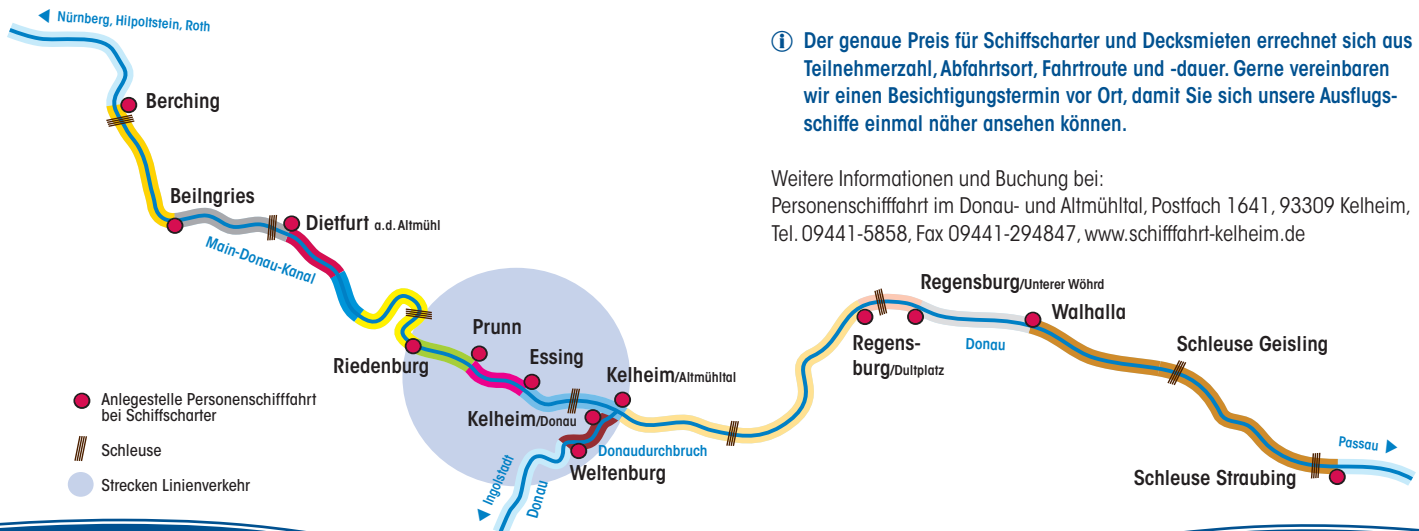 ◄ Nürnberg, Hilpoltstein, Roth
Berching
Beilngries
Dietfurt a.d. Altmühl
Main-Donau-Kanal
Riedenburg
Prunn
Essing
Kelheim/Altmühltal
Kelheim/Donau
Donaudurchbruch
Weltenburg
◄ Ingolstadt
Donau
Anlegestelle Personenschifffahrt
bei Schiffscharter
Schleuse
Strecken Linienverkehr
Der genaue Preis für Schiffscharter und Decksmieten errechnet sich aus
Teilnehmerzahl, Abfahrtsort, Fahrtroute und -dauer. Gerne vereinbaren
wir einen Besichtigungstermin vor Ort, damit Sie sich unsere Ausflugs-
schiffe einmal näher ansehen können.
Weitere Informationen und Buchung bei:
Personenschifffahrt im Donau- und Altmühltal, Postfach 1641, 93309 Kelheim,
Tel. 09441-5858, Fax 09441-294847, www.schifffahrt-kelheim.de
Regensburg/Unterer Wöhrd
Regens-
burg/Dultplatz
Donau
Walhalla
Schleuse Geisling
Schleuse Straubing
Passau ►